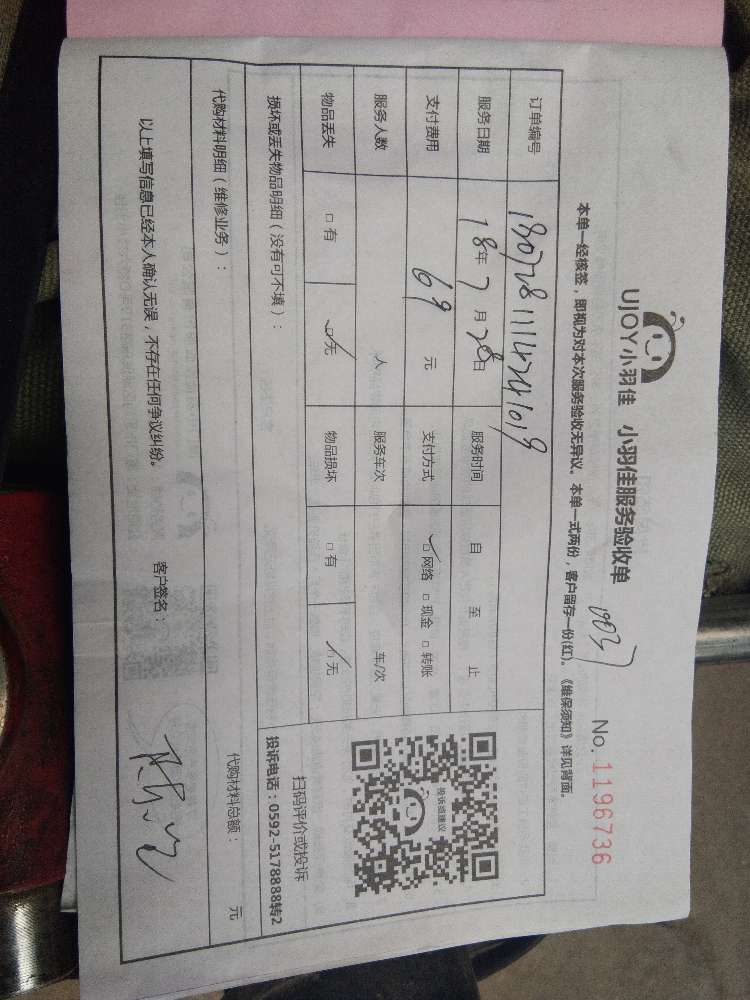 UJOY小羽佳 小羽佳服务验收单
No. 1196736
本单一经核签，即视为对本次服务验收无异议。本单一式两份，客户留存一份(红)。《维保须知》详见背面。
订单编号 180728111424101019
服务日期 18年7月28日 服务时间 自 至 止
支付费用 69 元 支付方式 ☑网络 □现金 □转账
服务人数 人 服务车次 车/次
物品丢失 □有 ☑无 物品损坏 □有 ☑无
投诉或建议
扫码评价或投诉
投诉电话：0592-5178888转2
损坏或丢失物品明细（没有可不填）：
代购材料明细（维修业务）： 代购材料总额： 元
以上填写信息已经本人确认无误，不存在任何争议纠纷。 客户签名：